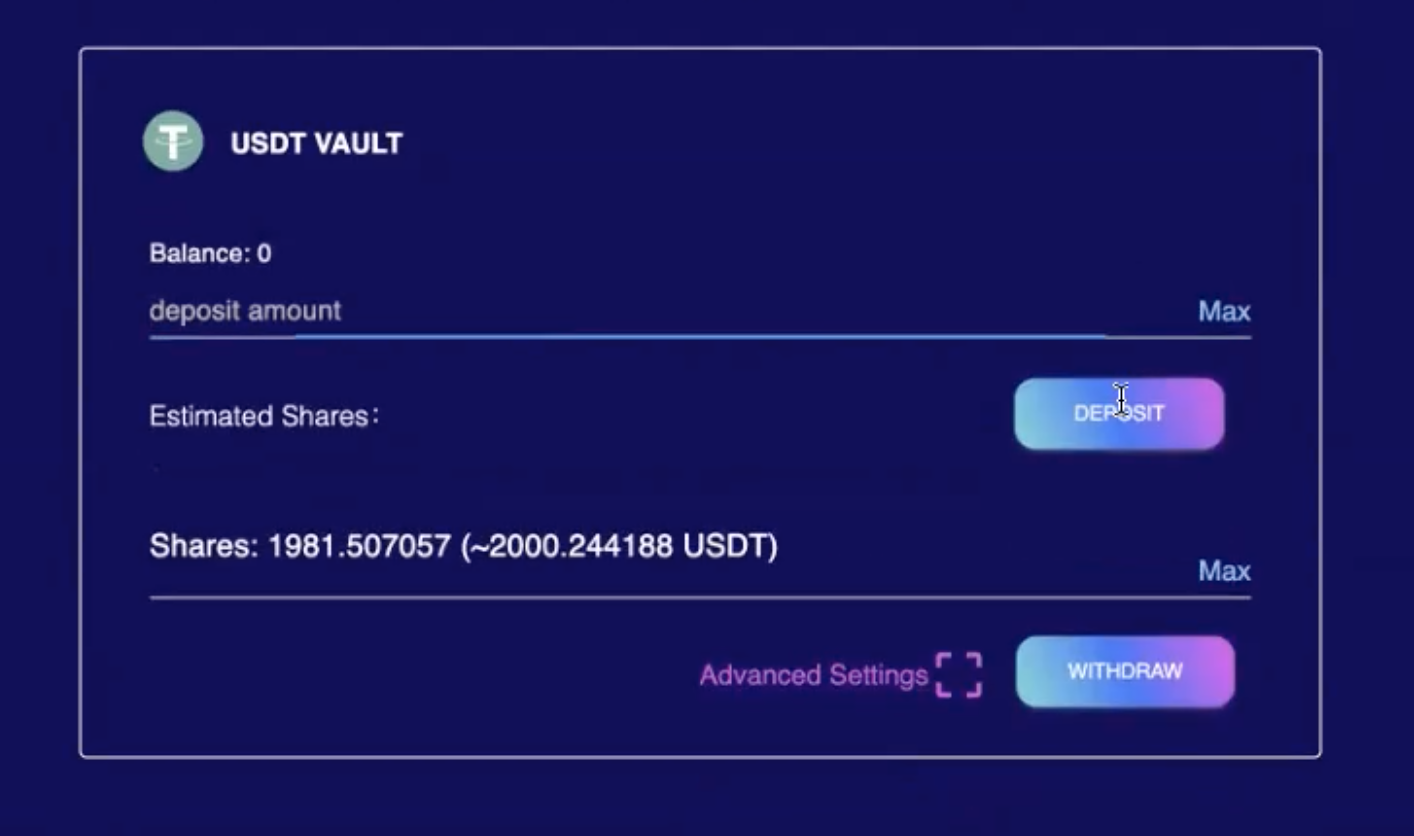 USDT VAULT
Balance: 0
deposit amount Max
Estimated Shares:
DEPOSIT
Shares: 1981.507057 (~2000.244188 USDT)
Max
Advanced Settings
WITHDRAW